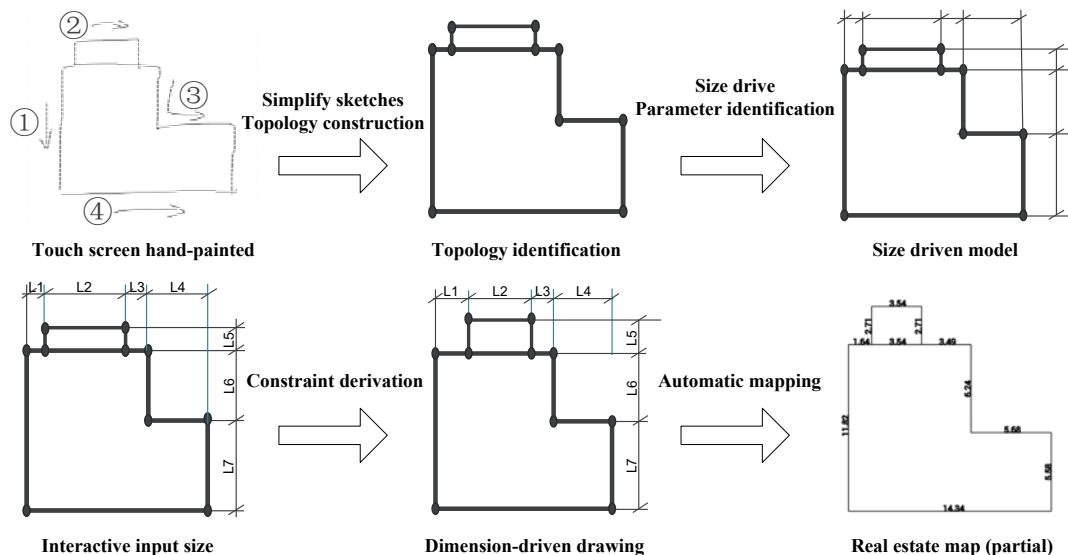 ②
①
③
④
Simplify sketches
Topology construction
Size drive
Parameter identification
Touch screen hand-painted
Topology identification
Size driven model
L1 L2 L3 L4
L5
L6
L7
Constraint derivation
L1 L2 L3 L4
L5
L6
L7
Automatic mapping
3.54
2.71
2.71
1.64 3.54 3.49
6.24
11.82
5.68
5.58
14.34
Interactive input size
Dimension-driven drawing
Real estate map (partial)